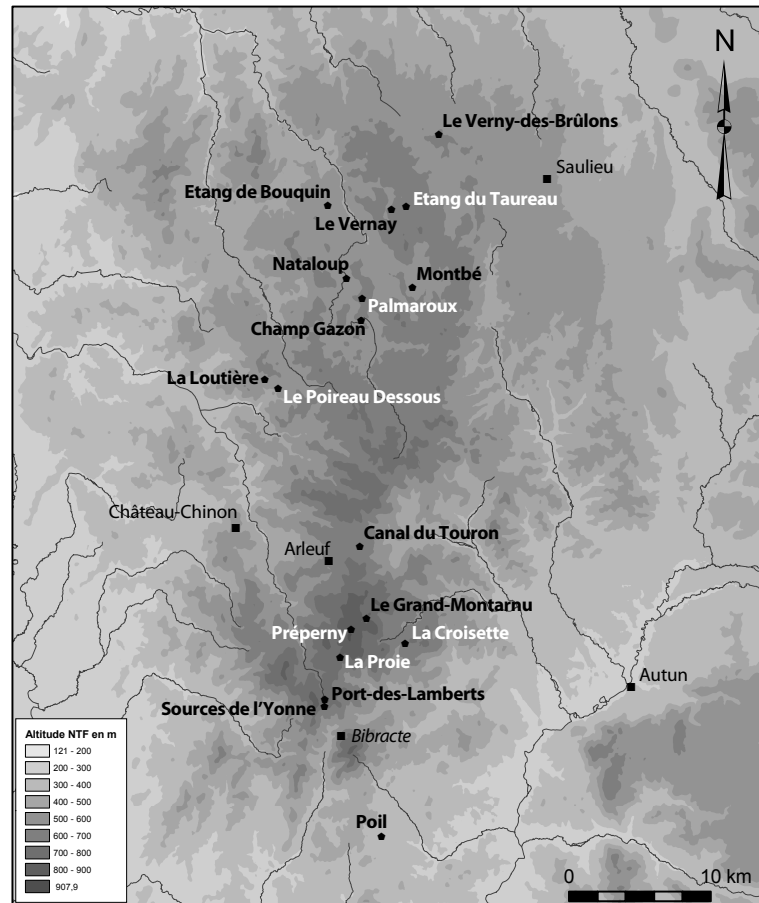 N
Le Verny-des-Brûlons
Saulieu
Etang de Bouquin
Etang du Taureau
Le Vernay
Nataloup
Montbé
Palmaroux
Champ Gazon
La Loutière
Le Poireau Dessous
Château-Chinon
Canal du Touron
Arleuf
Le Grand-Montarnu
Préperny
La Croisette
La Proie
Autun
Port-des-Lamberts
Sources de l'Yonne
Bibracte
Altitude NTF en m
121 - 200
200 - 300
300 - 400
400 - 500
500 - 600
600 - 700
700 - 800
800 - 900
907,9
Poil
0 10 km